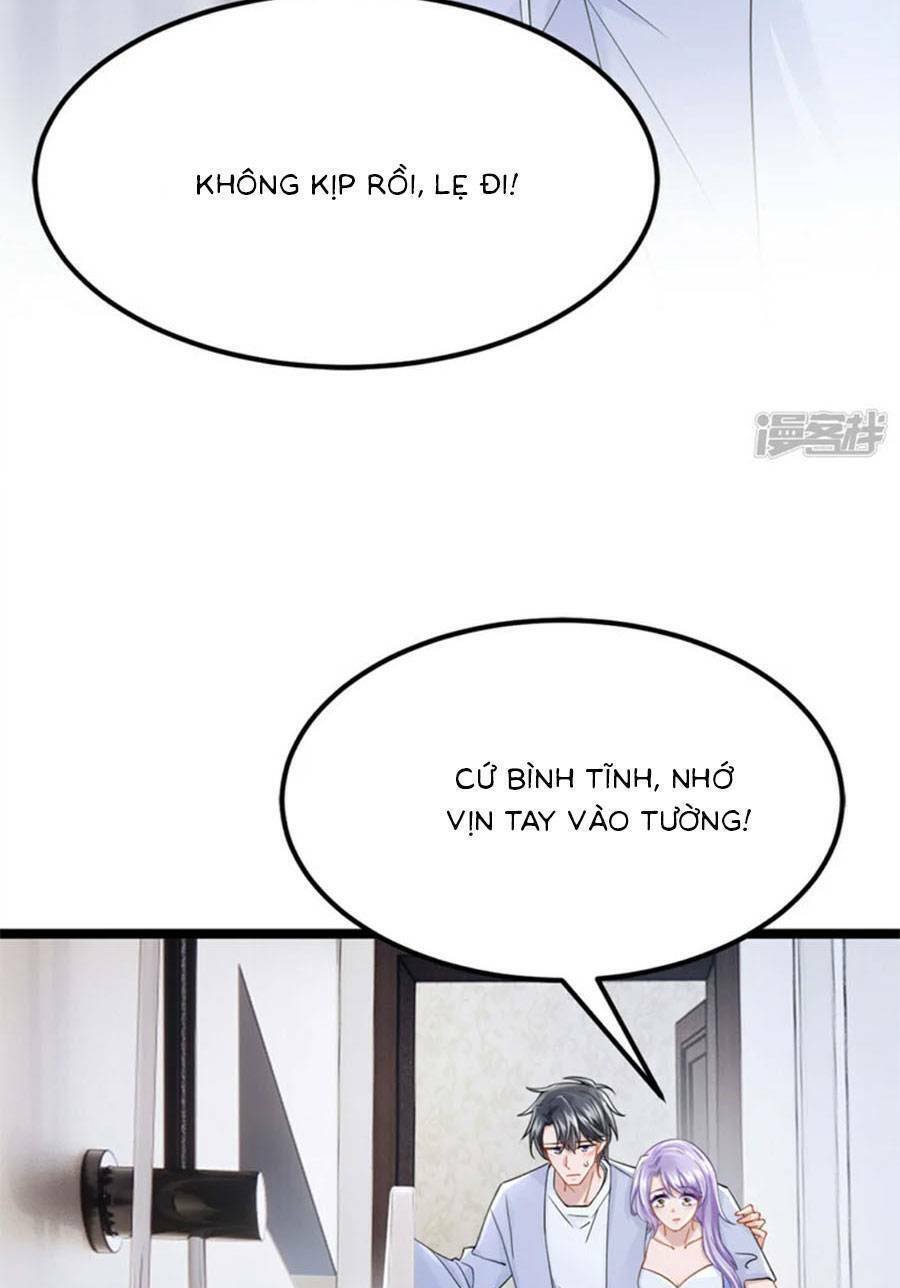 KHÔNG KỊP RỒI, LẸ ĐI!
漫客栈
CỨ BÌNH TĨNH, NHỚ
VỊN TAY VÀO TƯỜNG!